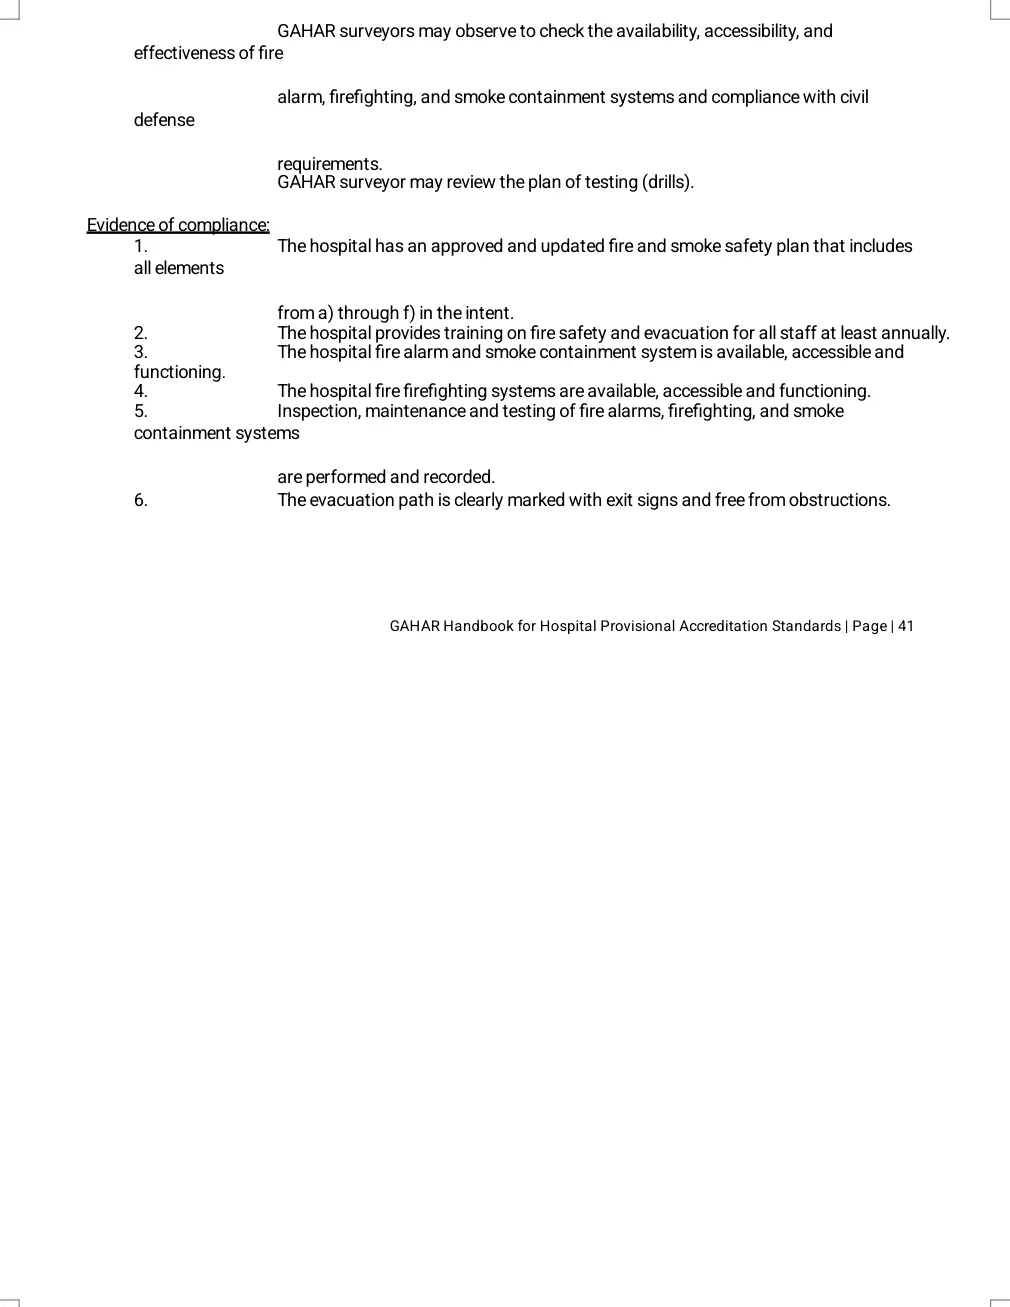 GAHAR surveyors may observe to check the availability, accessibility, and
effectiveness of fire
alarm, firefighting, and smoke containment systems and compliance with civil
defense
requirements.
GAHAR surveyor may review the plan of testing (drills).
Evidence of compliance:
1. The hospital has an approved and updated fire and smoke safety plan that includes
all elements
from a) through f) in the intent.
2. The hospital provides training on fire safety and evacuation for all staff at least annually.
3. The hospital fire alarm and smoke containment system is available, accessible and
functioning.
4. The hospital fire firefighting systems are available, accessible and functioning.
5. Inspection, maintenance and testing of fire alarms, firefighting, and smoke
containment systems
are performed and recorded.
6. The evacuation path is clearly marked with exit signs and free from obstructions.
GAHAR Handbook for Hospital Provisional Accreditation Standards | Page | 41